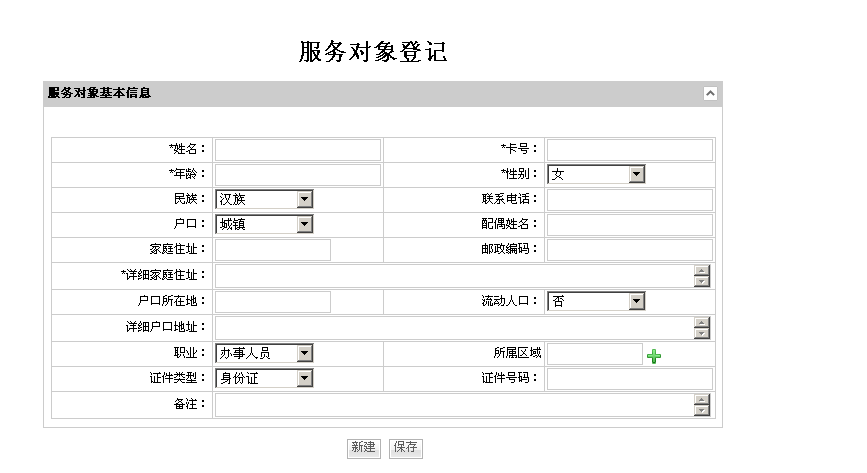 服务对象登记
服务对象基本信息
*姓名： *卡号：
*年龄： *性别： 女
民族： 汉族 联系电话：
户口： 城镇 配偶姓名：
家庭住址： 邮政编码：
*详细家庭住址：
户口所在地： 流动人口： 否
详细户口地址：
职业： 办事人员 所属区域
证件类型： 身份证 证件号码：
备注：
新建 保存